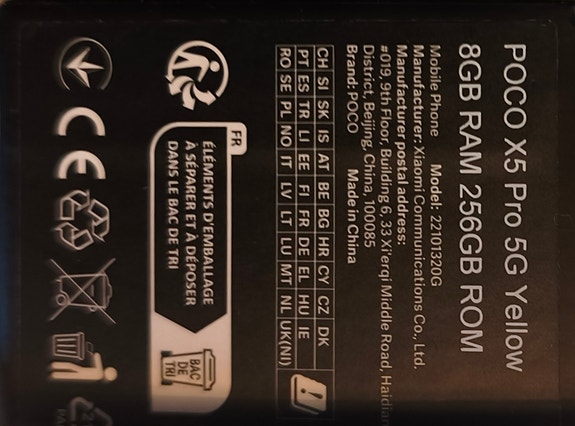 POCO X5 Pro 5G Yellow
8GB RAM 256GB ROM
Mobile Phone Model: 22101320G
Manufacturer: Xiaomi Communications Co., Ltd.
Manufacturer postal address:
#019, 9th Floor, Building 6, 33 Xi'erqi Middle Road, Haidian
District, Beijing, China, 100085
Brand: POCO Made in China
CH SI SK IS AT BE BG HR CY CZ DK
PT ES TR LI EE FI FR DE EL HU IE
RO SE PL NO IT LV LT LU MT NL UK(NI)
FR
ÉLÉMENTS D'EMBALLAGE
À SÉPARER ET À DÉPOSER
DANS LE BAC DE TRI
BAC
DE
TRI
CE